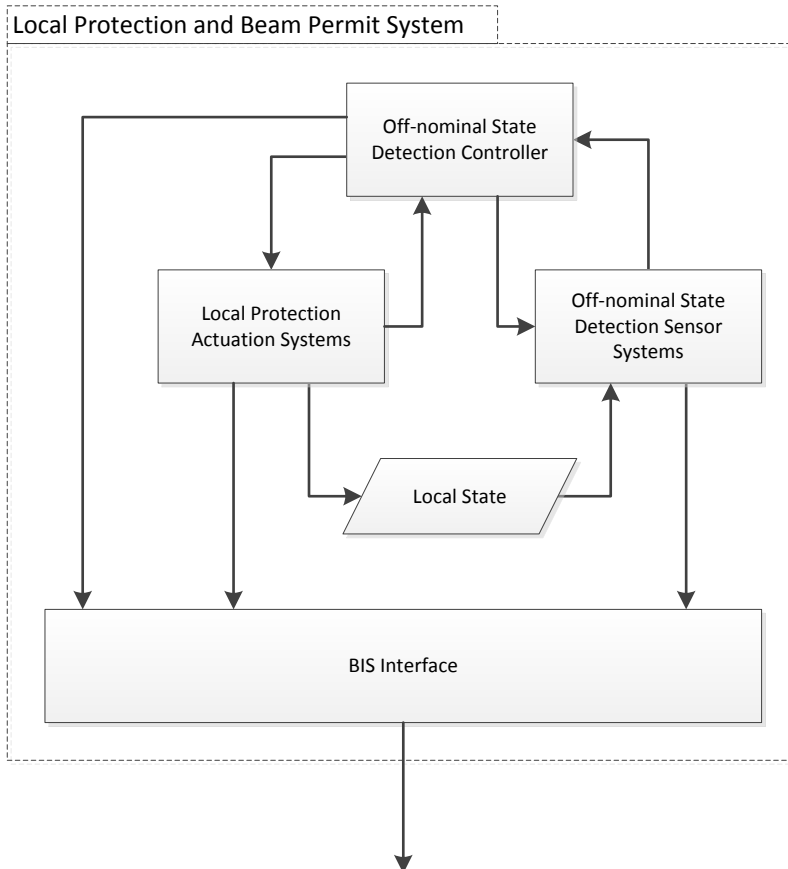 Local Protection and Beam Permit System
Off-nominal State
Detection Controller
Local Protection
Actuation Systems
Off-nominal State
Detection Sensor
Systems
Local State
BIS Interface